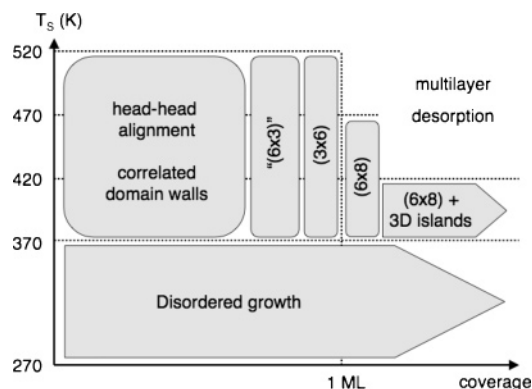 T_S (K)
520
470
420
370
270
head-head
alignment
correlated
domain walls
"(6x3)"
(3x6)
(6x8)
multilayer
desorption
(6x8) +
3D islands
Disordered growth
1 ML
coverage